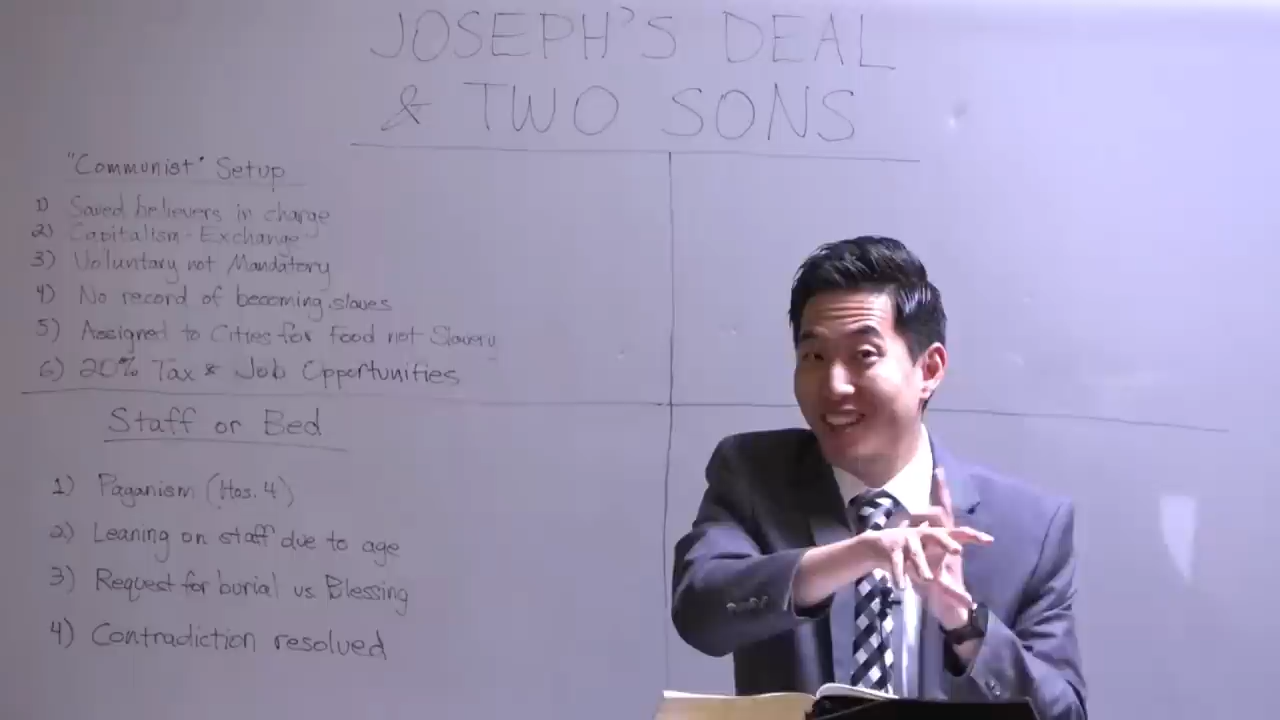 JOSEPH'S DEAL
& TWO SONS
"Communist" Setup
1) Saved believers in charge
2) Capitalism - Exchange
3) Voluntary not Mandatory
4) No record of becoming slaves
5) Assigned to Cities for Food not Slavery
6) 20% Tax & Job Opportunities
Staff or Bed
1) Paganism (Hos. 4)
2) Leaning on staff due to age
3) Request for burial vs Blessing
4) Contradiction resolved